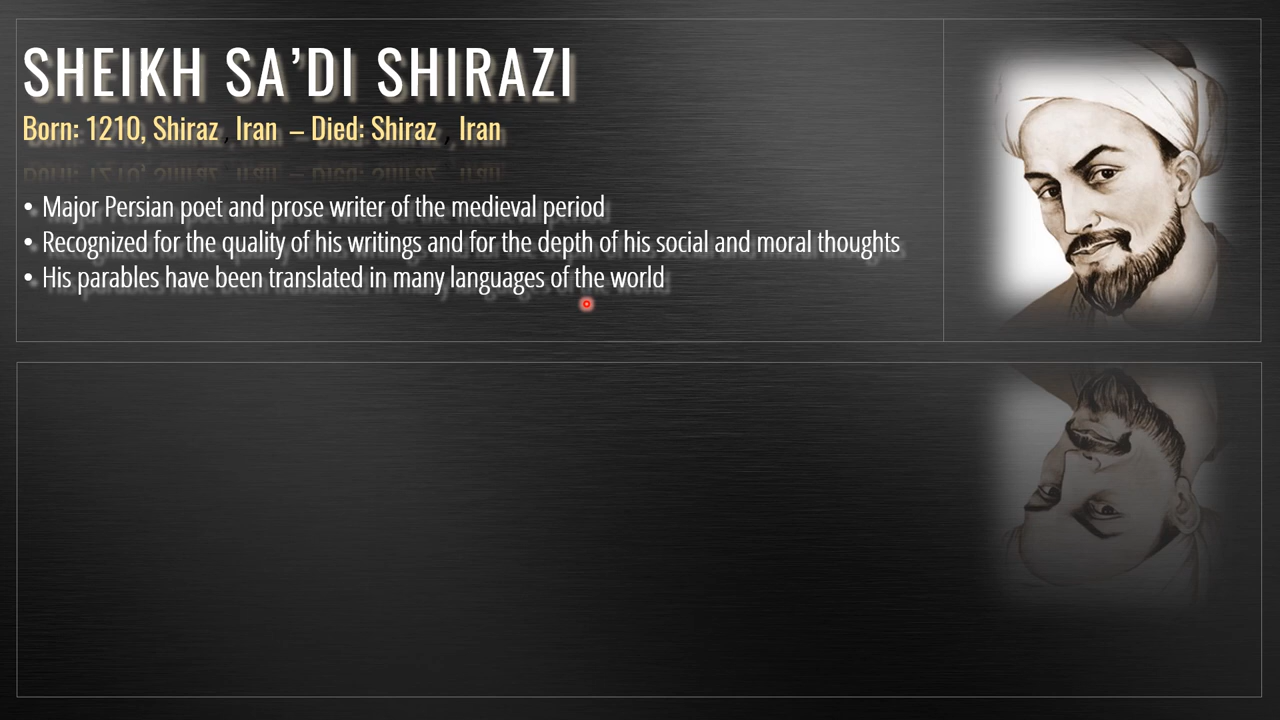 SHEIKH SA’DI SHIRAZI
Born: 1210, Shiraz , Iran – Died: Shiraz , Iran
• Major Persian poet and prose writer of the medieval period
• Recognized for the quality of his writings and for the depth of his social and moral thoughts
• His parables have been translated in many languages of the world